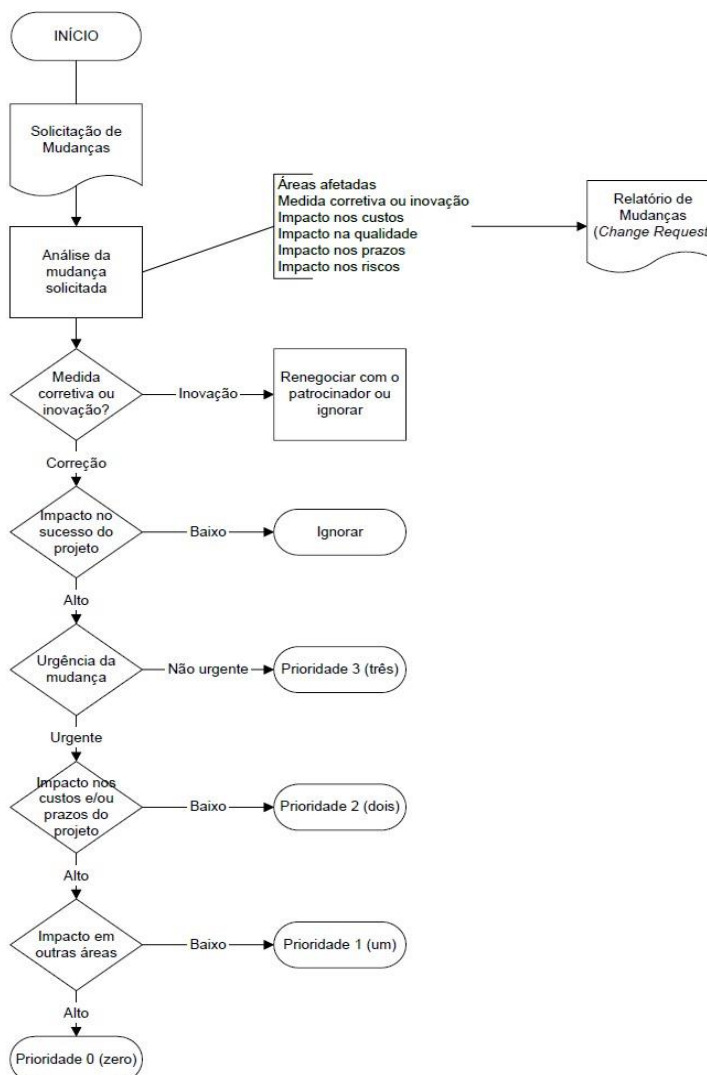 INÍCIO
Solicitação de
Mudanças
Áreas afetadas
Medida corretiva ou inovação
Impacto nos custos
Impacto na qualidade
Impacto nos prazos
Impacto nos riscos
Relatório de
Mudanças
(Change Request
Análise da
mudança
solicitada
Medida
corretiva ou
inovação?
Inovação
Renegociar com o
patrocinador ou
ignorar
Correção
Impacto no
sucesso do
projeto
Baixo
Ignorar
Alto
Urgência da
mudança
Não urgente
Prioridade 3 (três)
Urgente
Impacto nos
custos e/ou
prazos do
projeto
Baixo
Prioridade 2 (dois)
Alto
Impacto em
outras áreas
Baixo
Prioridade 1 (um)
Alto
Prioridade 0 (zero)